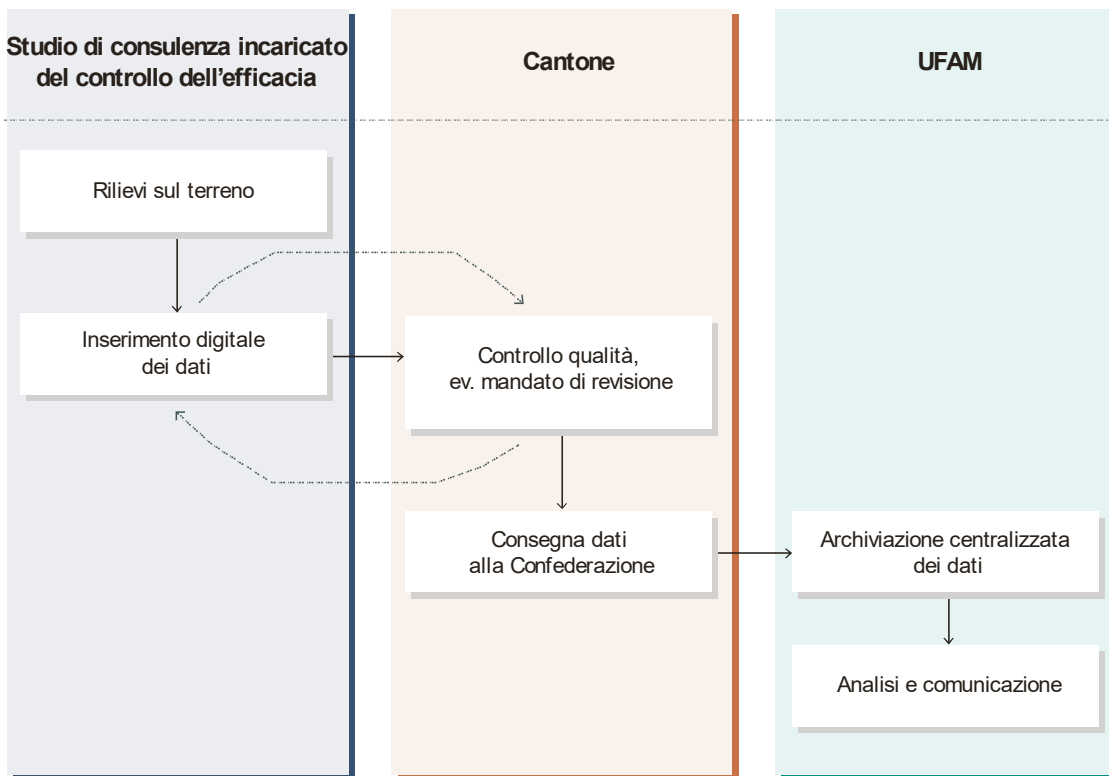 Studio di consulenza incaricato
del controllo dell'efficacia
Cantone
UFAM
Rilievi sul terreno
Inserimento digitale
dei dati
Controllo qualità,
ev. mandato di revisione
Consegna dati
alla Confederazione
Archiviazione centralizzata
dei dati
Analisi e comunicazione